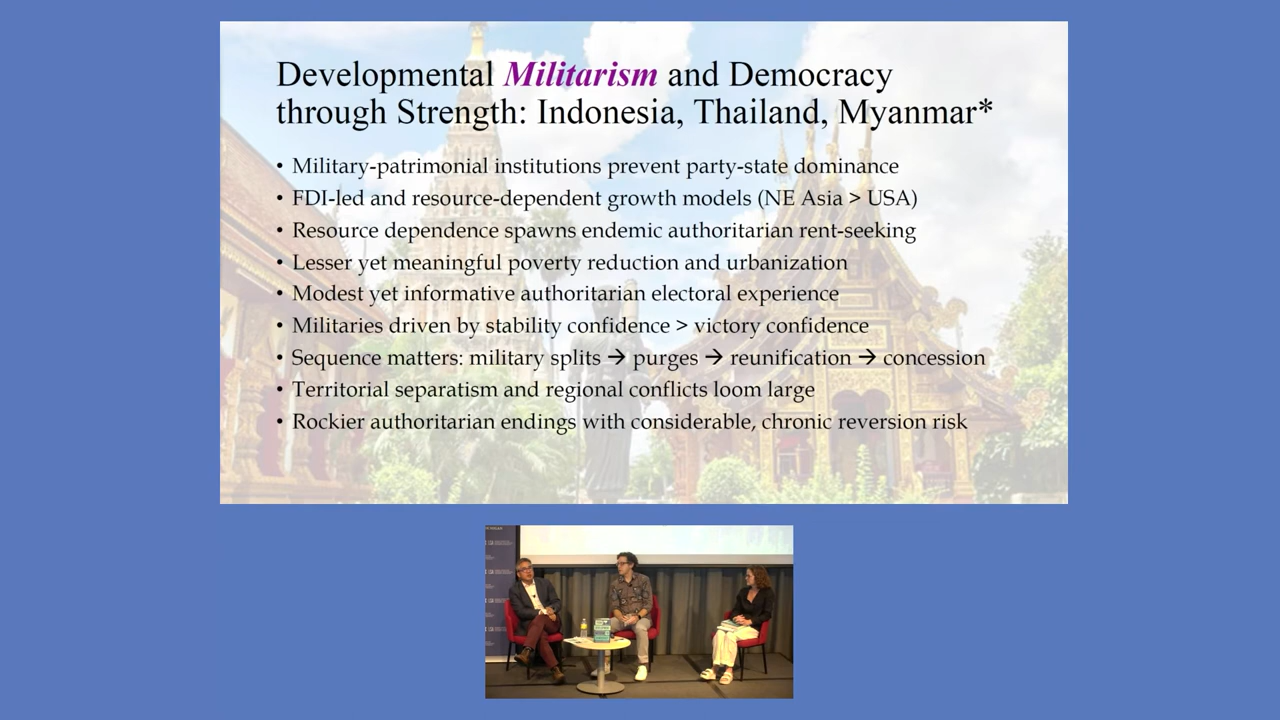 Developmental Militarism and Democracy
through Strength: Indonesia, Thailand, Myanmar*
• Military-patrimonial institutions prevent party-state dominance
• FDI-led and resource-dependent growth models (NE Asia > USA)
• Resource dependence spawns endemic authoritarian rent-seeking
• Lesser yet meaningful poverty reduction and urbanization
• Modest yet informative authoritarian electoral experience
• Militaries driven by stability confidence > victory confidence
• Sequence matters: military splits → purges → reunification → concession
• Territorial separatism and regional conflicts loom large
• Rockier authoritarian endings with considerable, chronic reversion risk